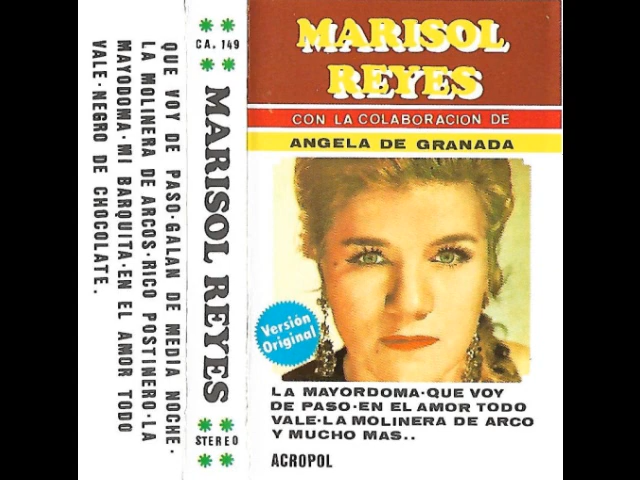 QUE VOY DE PASO·GALAN DE MEDIA NOCHE·
LA MOLINERA DE ARCOS·RICO POSTINERO·LA
MAYODOMA·MI BARQUITA·EN EL AMOR TODO
VALE·NEGRO DE CHOCOLATE.
CA. 149
MARISOL REYES
STEREO
MARISOL
REYES
CON LA COLABORACION DE
ANGELA DE GRANADA
Versión
Original
LA MAYORDOMA·QUE VOY
DE PASO·EN EL AMOR TODO
VALE·LA MOLINERA DE ARCO
Y MUCHO MAS..
ACROPOL